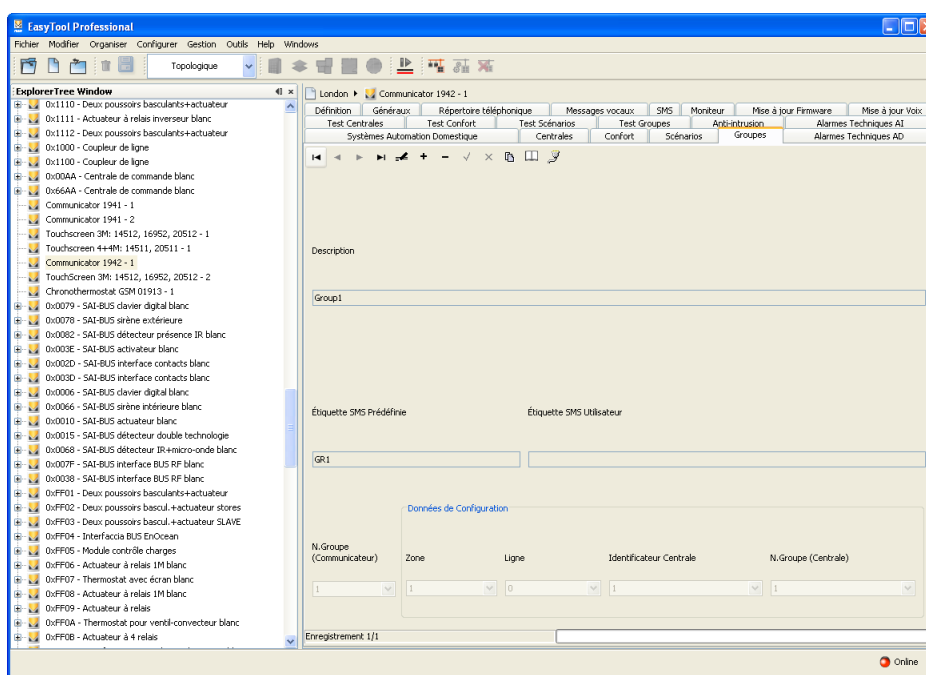 EasyTool Professional
Fichier Modifier Organiser Configurer Gestion Outils Help Windows
Topologique
ExplorerTree Window
0x1110 - Deux poussoirs basculants+actuateur
0x1111 - Actuateur à relais inverseur blanc
0x1112 - Deux poussoirs basculants+actuateur
0x1000 - Coupleur de ligne
0x1100 - Coupleur de ligne
0x00AA - Centrale de commande blanc
0x66AA - Centrale de commande blanc
Communicator 1941 - 1
Communicator 1941 - 2
Touchscreen 3M: 14512, 16952, 20512 - 1
Touchscreen 4+4M: 14511, 20511 - 1
Communicator 1942 - 1
TouchScreen 3M: 14512, 16952, 20512 - 2
Chronothermostat GSM 01913 - 1
0x0079 - SAI-BUS clavier digital blanc
0x0078 - SAI-BUS sirène extérieure
0x0082 - SAI-BUS détecteur présence IR blanc
0x003E - SAI-BUS activateur blanc
0x002D - SAI-BUS interface contacts blanc
0x003D - SAI-BUS interface contacts blanc
0x0006 - SAI-BUS clavier digital blanc
0x0066 - SAI-BUS sirène intérieure blanc
0x0010 - SAI-BUS actuateur blanc
0x0015 - SAI-BUS détecteur double technologie
0x0068 - SAI-BUS détecteur IR+micro-onde blanc
0x007F - SAI-BUS interface BUS RF blanc
0x0038 - SAI-BUS interface BUS RF blanc
0xFF01 - Deux poussoirs basculants+actuateur
0xFF02 - Deux poussoirs bascul.+actuateur stores
0xFF03 - Deux poussoirs bascul.+actuateur SLAVE
0xFF04 - Interfaccia BUS EnOcean
0xFF05 - Module contrôle charges
0xFF06 - Actuateur à relais 1M blanc
0xFF07 - Thermostat avec écran blanc
0xFF08 - Actuateur à relais 1M blanc
0xFF09 - Actuateur à relais
0xFF0A - Thermostat pour ventil-convecteur blanc
0xFF0B - Actuateur à 4 relais
London Communicator 1942 - 1
Définition Généraux Répertoire téléphonique Messages vocaux SMS Moniteur Mise à jour Firmware Mise à jour Voix
Test Centrales Test Confort Test Scénarios Test Groupes Anti-intrusion Alarmes Techniques AI
Systèmes Automation Domestique Centrales Confort Scénarios Groupes Alarmes Techniques AD
Description
Group1
Étiquette SMS Prédéfinie Étiquette SMS Utilisateur
GR1
Données de Configuration
N.Groupe
(Communicateur) Zone Ligne Identificateur Centrale N.Groupe (Centrale)
1 1 0 1 1
Enregistrement 1/1
Online